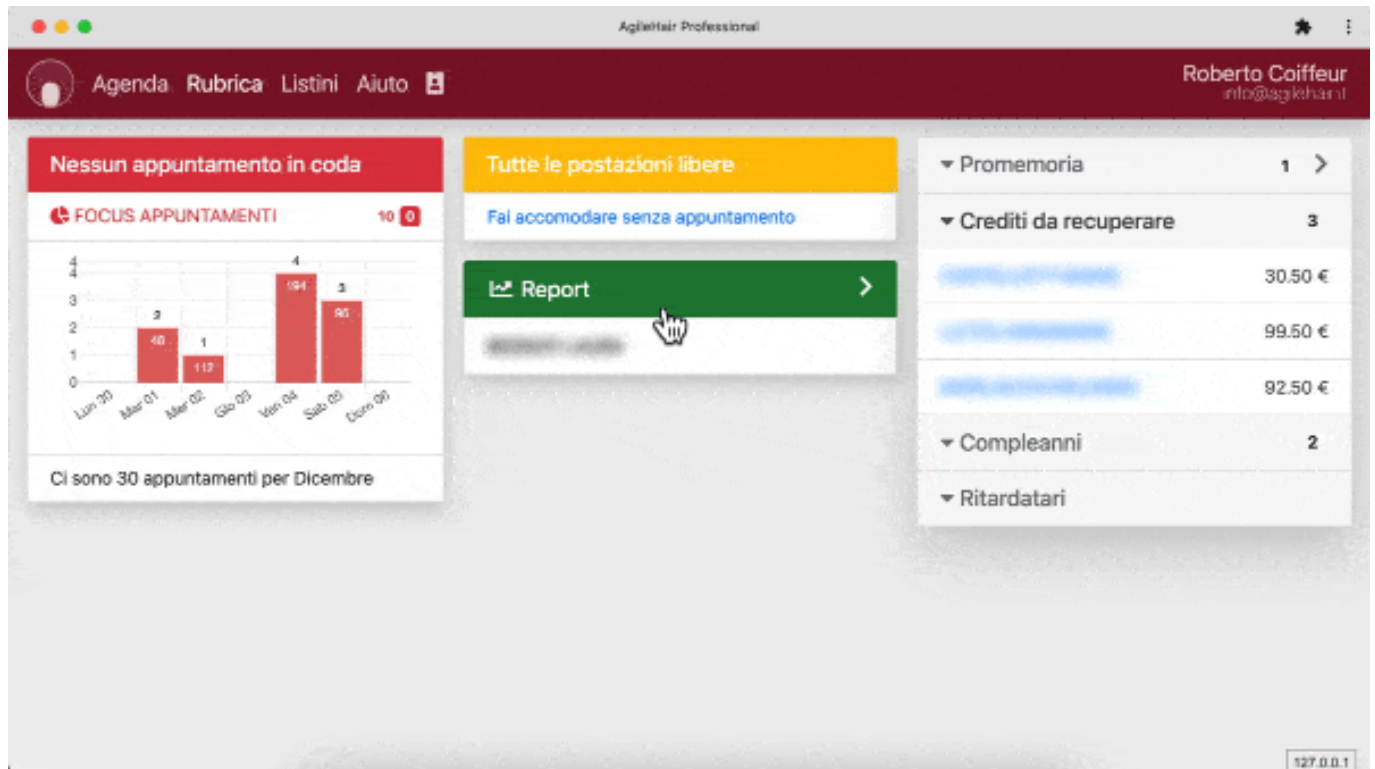 AgileHair Professional
Agenda Rubrica Listini Aiuto
Roberto Coiffeur
Nessun appuntamento in coda
FOCUS APPUNTAMENTI 10 0
4
4
3
2
1
0
2 1 4 3
48 112 194 96
Lun 30 Mar 01 Mer 02 Gio 03 Ven 04 Sab 05 Dom 06
Ci sono 30 appuntamenti per Dicembre
Tutte le postazioni libere
Fai accomodare senza appuntamento
Report
Promemoria 1
Crediti da recuperare 3
30.50 €
99.50 €
92.50 €
Compleanni 2
Ritardatari
127.0.0.1